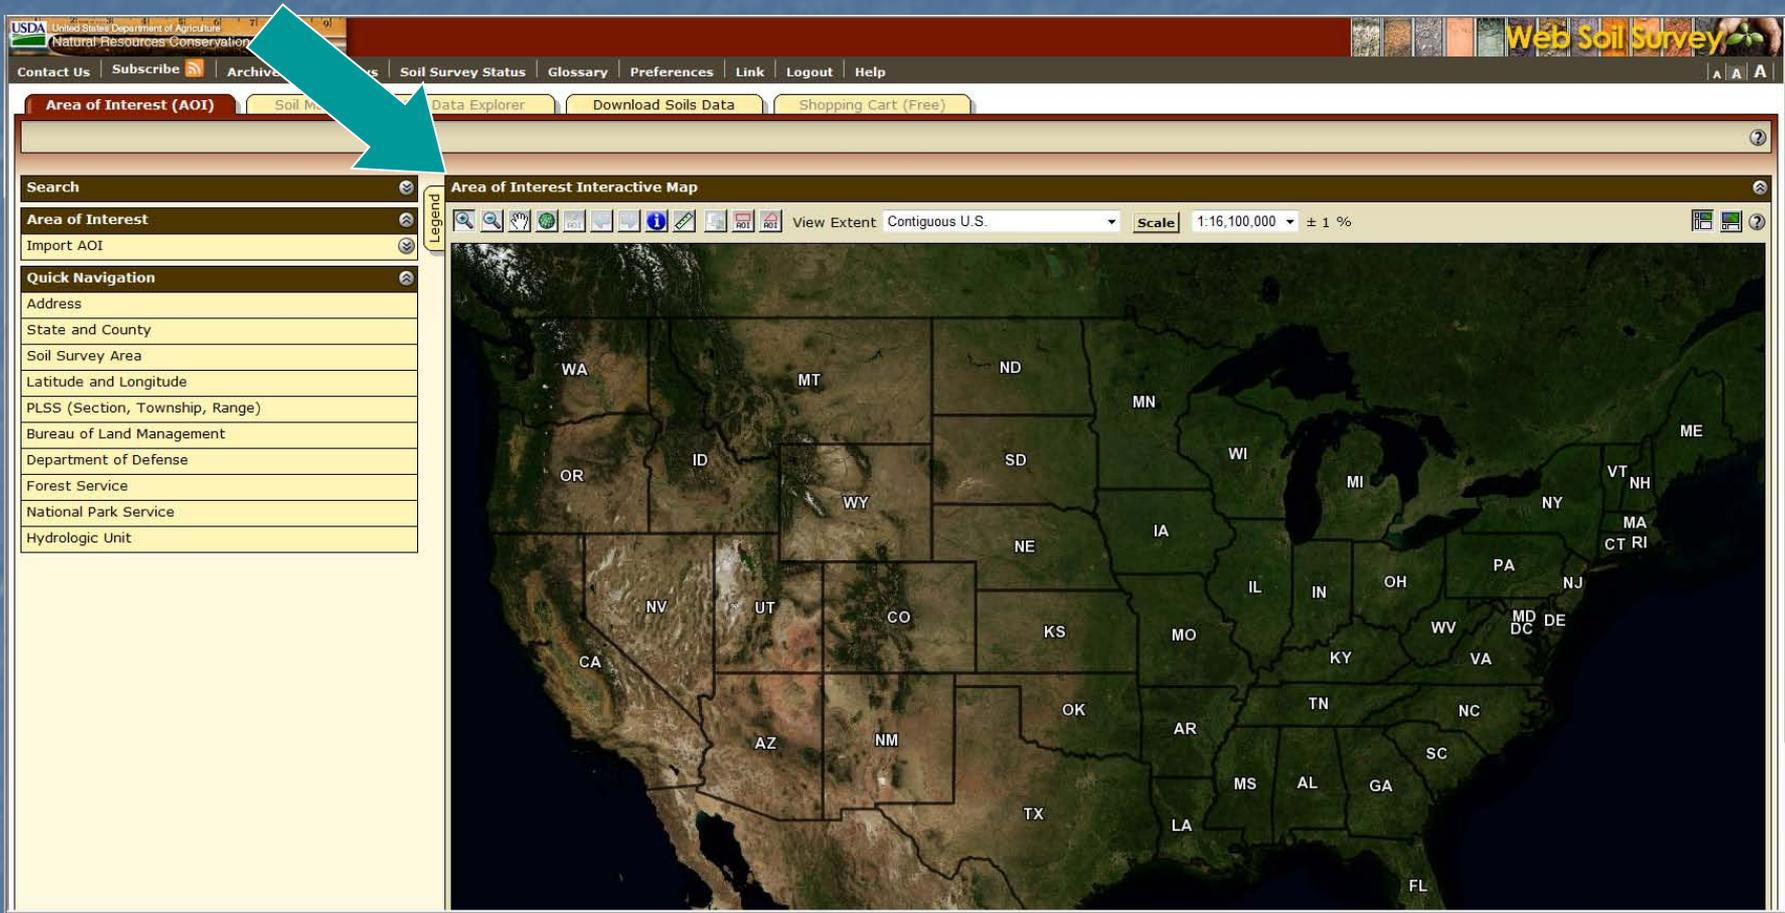 USDA United States Department of Agriculture
Natural Resources Conservation
Web Soil Survey
Contact Us Subscribe Soil Survey Status Glossary Preferences Link Logout Help A A A
Area of Interest (AOI) Soil Data Explorer Download Soils Data Shopping Cart (Free)
Search
Area of Interest
Import AOI
Quick Navigation
Address
State and County
Soil Survey Area
Latitude and Longitude
PLSS (Section, Township, Range)
Bureau of Land Management
Department of Defense
Forest Service
National Park Service
Hydrologic Unit
Legend
Area of Interest Interactive Map
AOI AOI AOI View Extent Contiguous U.S. Scale 1:16,100,000 ± 1 %
WA MT ND
MN
ME
OR ID SD WI MI VT NH
WY NY
MA
NE IA CT RI
PA
NV UT CO IL IN OH NJ
KS MO WV MD DE
DC
CA KY VA
OK TN NC
AZ NM AR
SC
MS AL GA
TX LA
FL